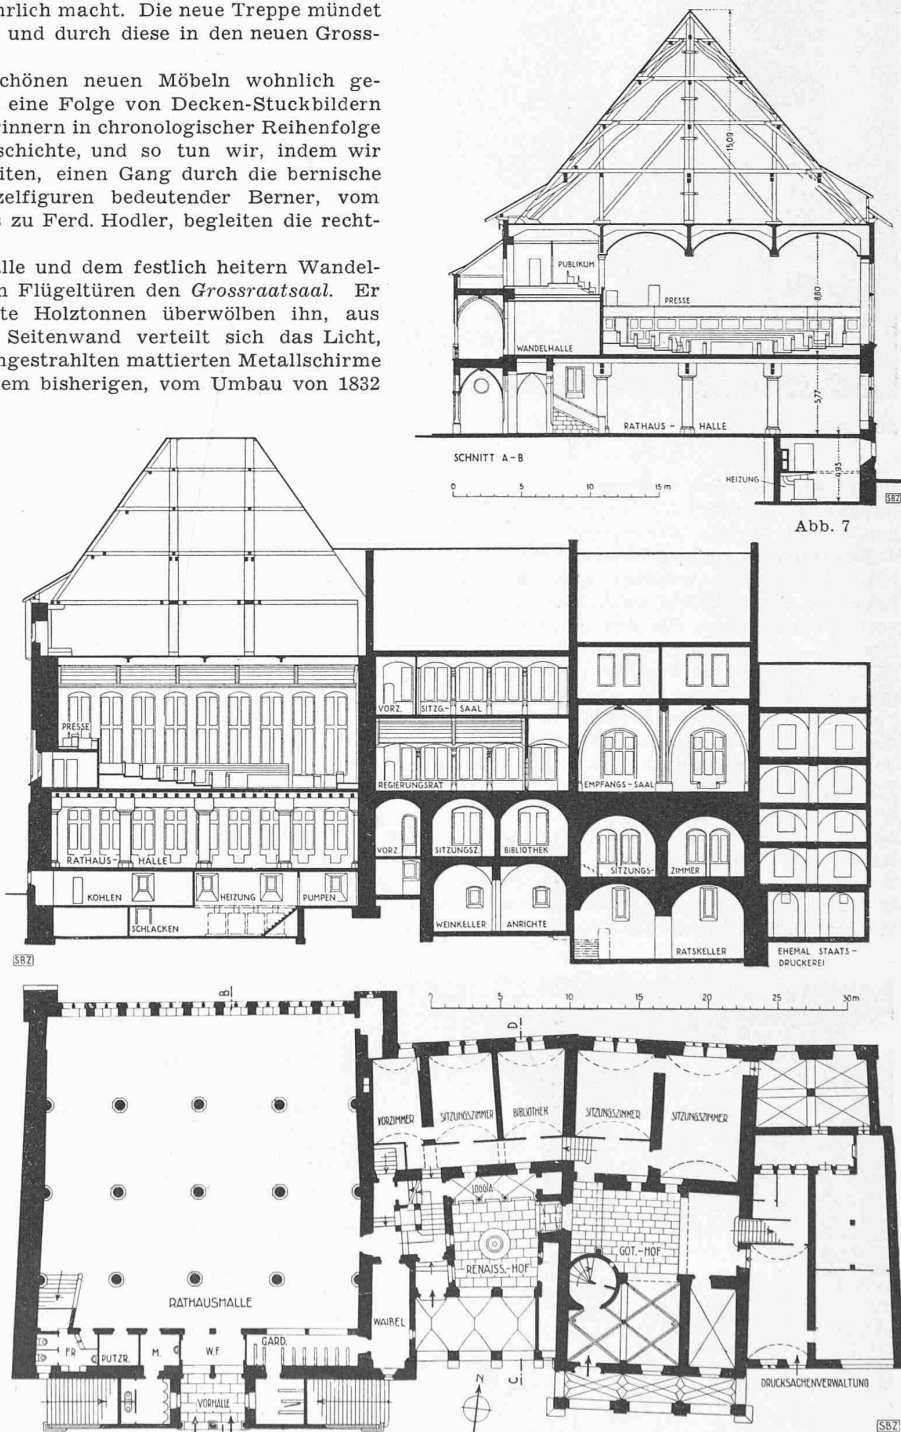 hrlich macht. Die neue Treppe mündet
und durch diese in den neuen Gross-
chönen neuen Möbeln wohnlich ge-
eine Folge von Decken-Stuckbildern
rinnern in chronologischer Reihenfolge
schichte, und so tun wir, indem wir
iten, einen Gang durch die bernische
zelfiguren bedeutender Berner, vom
s zu Ferd. Hodler, begleiten die recht-
alle und dem festlich heitern Wandel-
n Flügeltüren den Grossraatsaal. Er
te Holztonnen überwölben ihn, aus
Seitenwand verteilt sich das Licht,
ngestrahlten mattierten Metallschirme
em bisherigen, vom Umbau von 1832
15,09
PUBLIKUM
PRESSE
8,80
WANDELHALLE
RATHAUS - HALLE
5,77
SCHNITT A-B
HEIZUNG
4,93
0 5 10 15 m
SBZ
Abb. 7
PRESSE
VORZ. SITZG.- SAAL
REGIERUNGSRAT
EMPFANGS-SAAL
RATHAUS- HALLE
VORZ
SITZUNGSZ.
BIBLIOTHEK
SITZUNGS- ZIMMER
KOHLEN
HEIZUNG
PUMPEN
SCHLACKEN
WEINKELLER
ANRICHTE
RATSKELLER
EHEMAL. STAATS-
DRUCKEREI
SBZ
B
0 5 10 15 20 25 30m
D
VORZIMMER
SITZUNGSZIMMER
BIBLIOTHEK
SITZUNGSZIMMER
SITZUNGSZIMMER
LOGGIA
RENAISS.-HOF
GOT.-HOF
RATHAUSHALLE
WAIBEL
FR
PUTZR.
M.
W.F.
GARD.
VORHALLE
N
C
DRUCKSACHENVERWALTUNG
SBZ